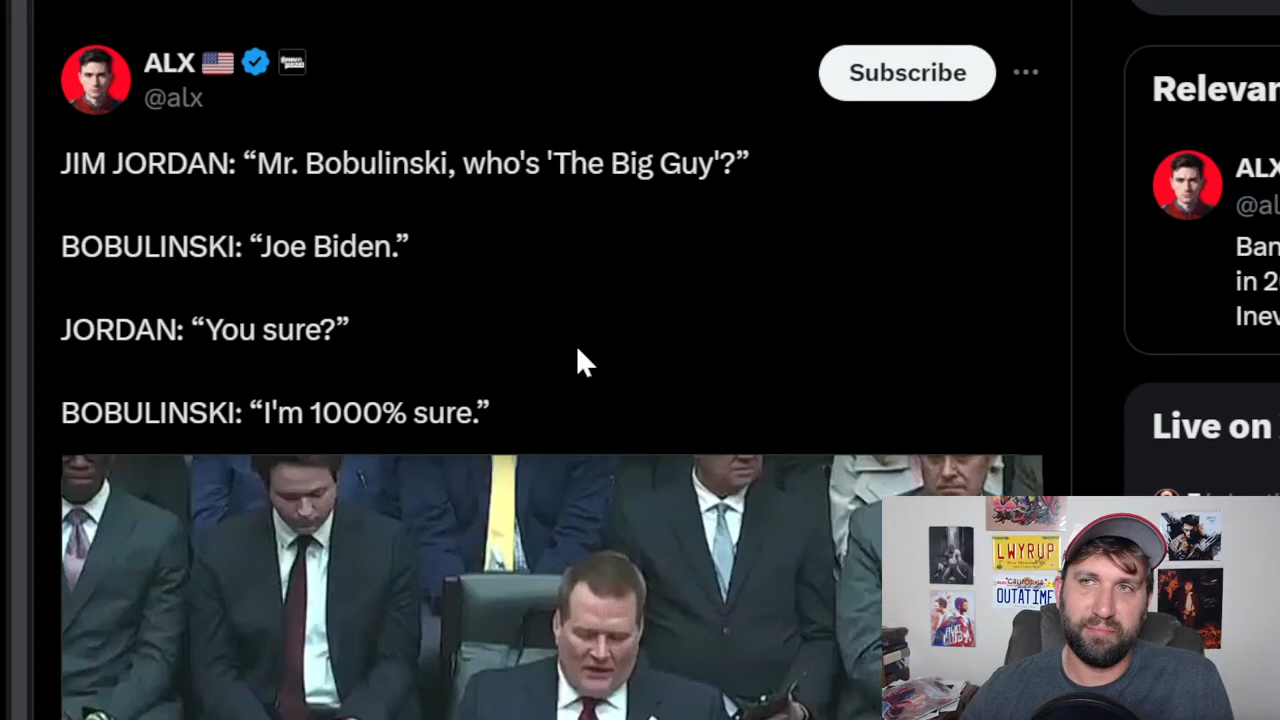 ALX
@alx
Subscribe
JIM JORDAN: “Mr. Bobulinski, who's 'The Big Guy'?”
BOBULINSKI: “Joe Biden.”
JORDAN: “You sure?”
BOBULINSKI: “I'm 1000% sure.”
Relevan
ALX
@al
Ban
in 2
Inev
Live on
LWYRUP
CALIFORNIA
OUTATIME